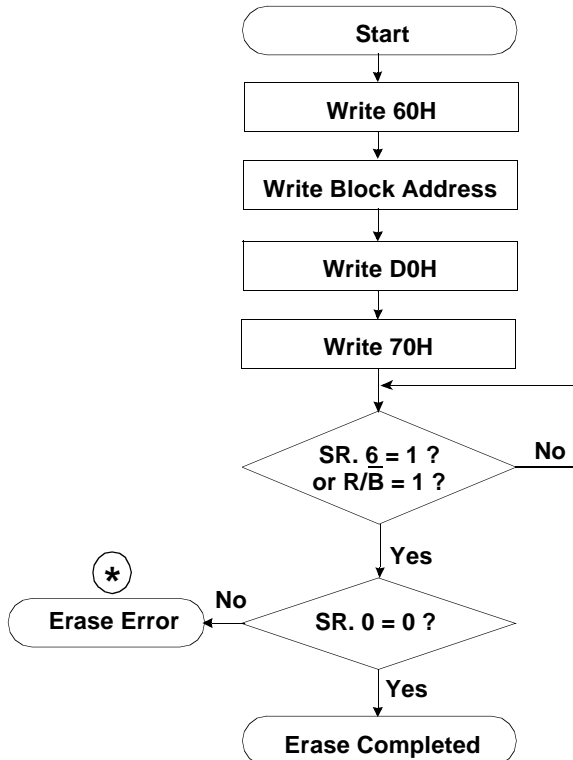 Start
Write 60H
Write Block Address
Write D0H
Write 70H
SR. 6 = 1 ?
or R/B̅ = 1 ?
No
Yes
*
No
Erase Error
SR. 0 = 0 ?
Yes
Erase Completed